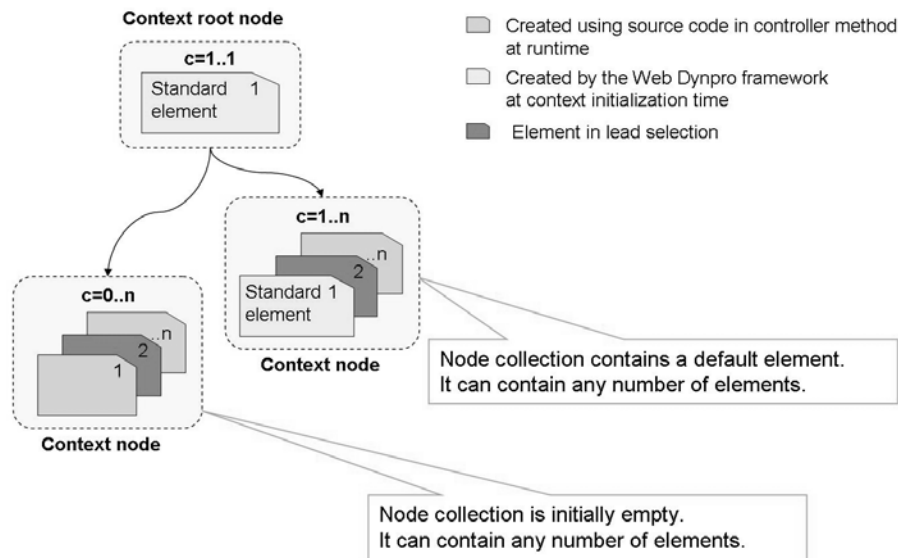 Context root node
c=1..1
Standard 1
element
Created using source code in controller method
at runtime
Created by the Web Dynpro framework
at context initialization time
Element in lead selection
c=1..n
..n
2
Standard 1
element
Context node
c=0..n
..n
2
1
Context node
Node collection contains a default element.
It can contain any number of elements.
Node collection is initially empty.
It can contain any number of elements.